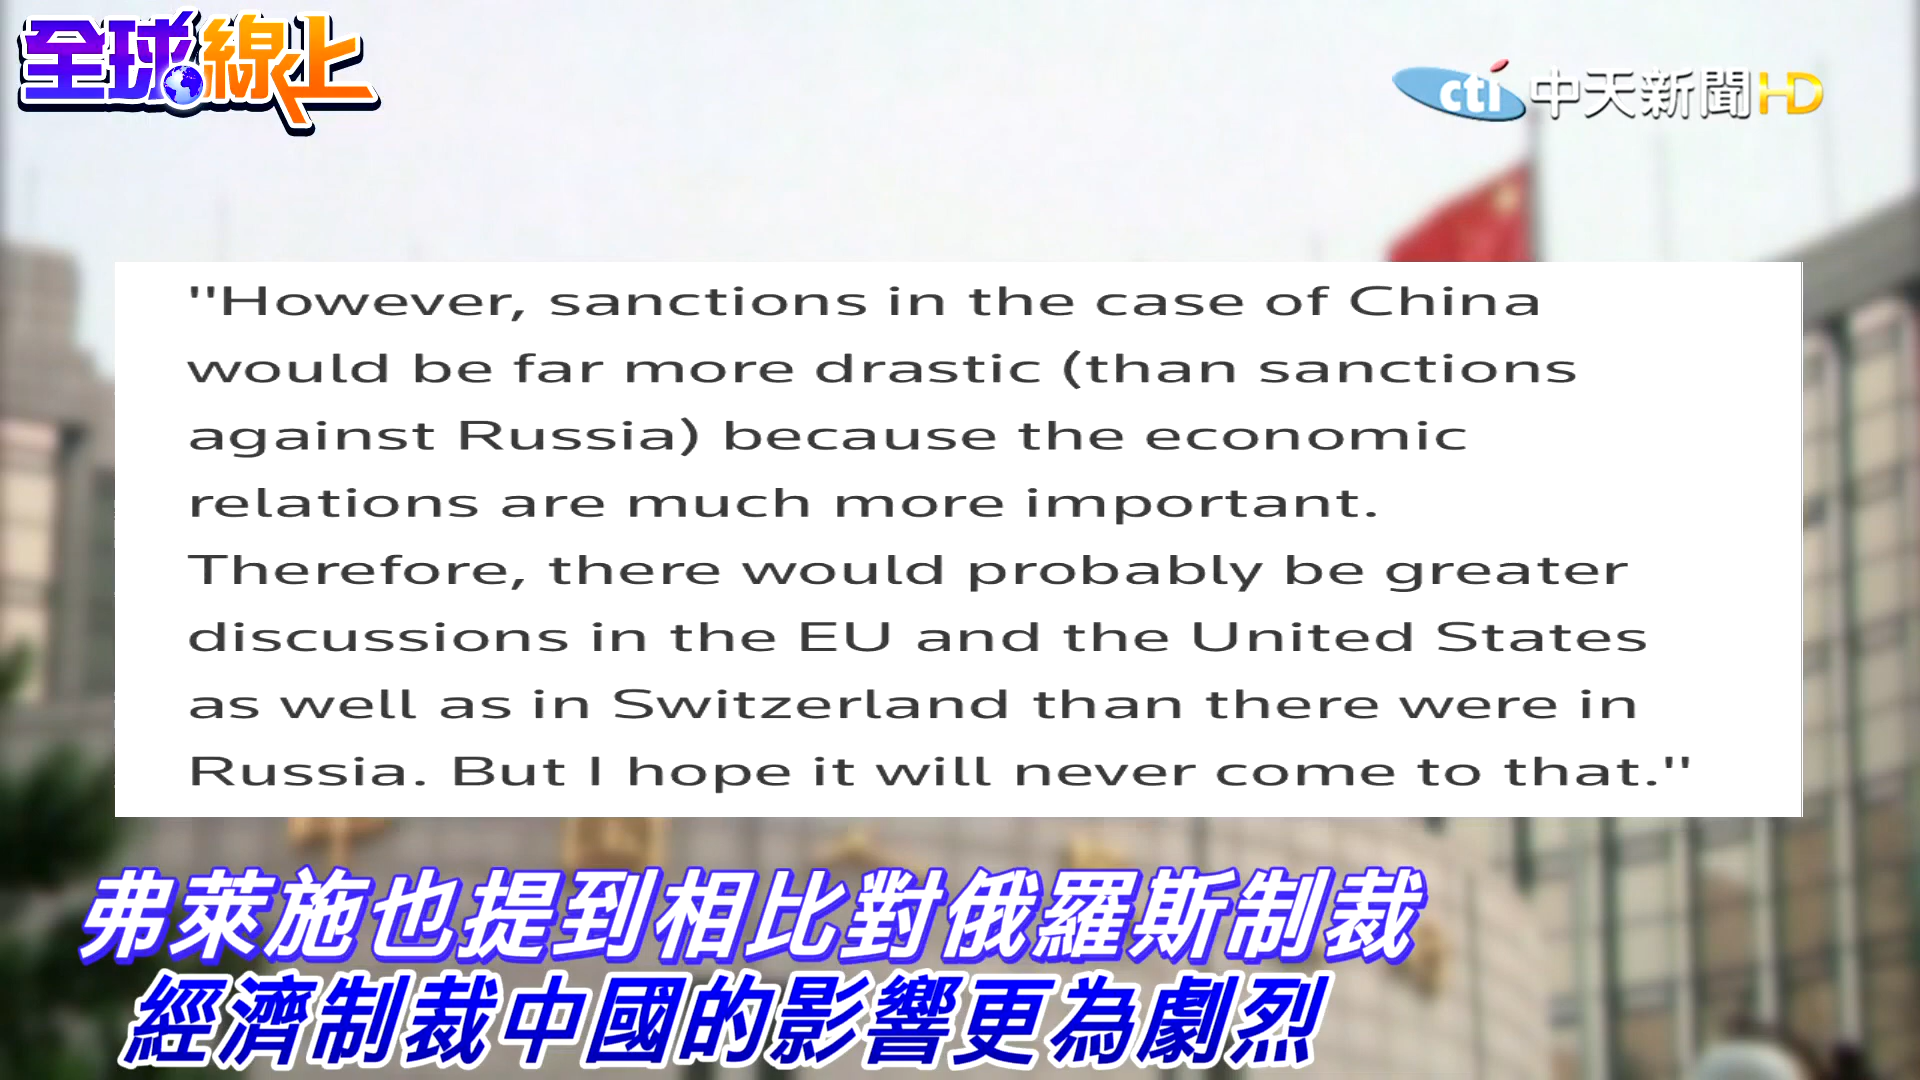 全球線上
cti 中天新聞HD
"However, sanctions in the case of China
would be far more drastic (than sanctions
against Russia) because the economic
relations are much more important.
Therefore, there would probably be greater
discussions in the EU and the United States
as well as in Switzerland than there were in
Russia. But I hope it will never come to that."
弗萊施也提到相比對俄羅斯制裁
經濟制裁中國的影響更為劇烈